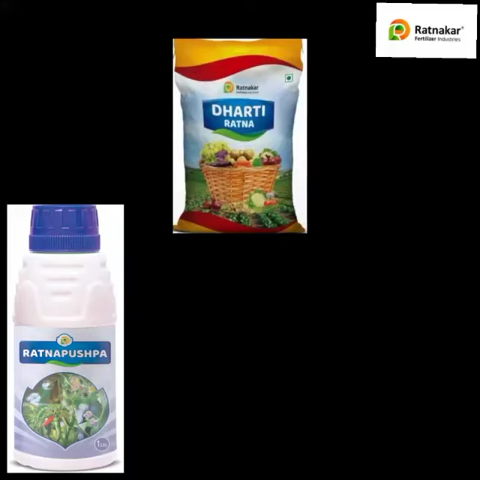 Ratnakar
Fertilizer Industries
Ratnakar
DHARTI
RATNA
RATNAPUSHPA